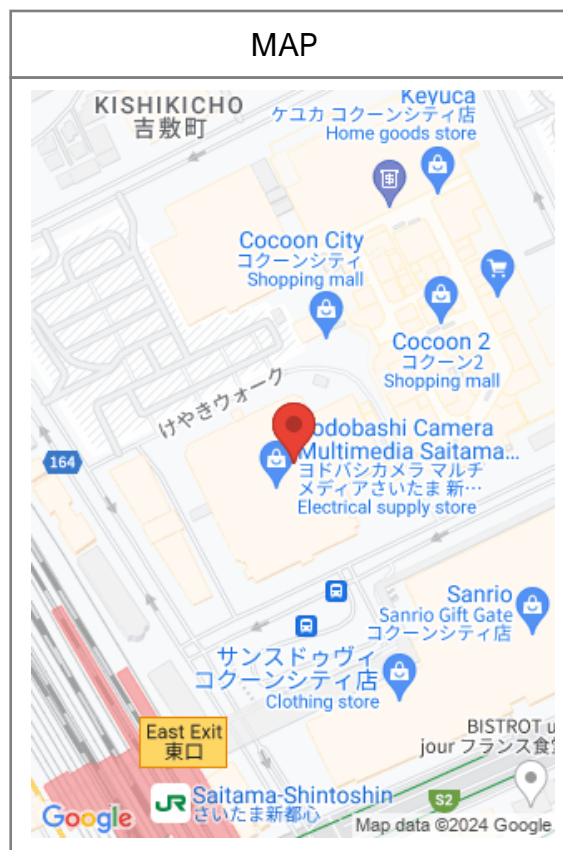 MAP
KISHIKICHO
吉敷町
Keyuca
ケユカ コクーンシティ店
Home goods store
Cocoon City
コクーンシティ
Shopping mall
Cocoon 2
コクーン2
Shopping mall
けやきウォーク
164
odobashi Camera
Multimedia Saitama...
ヨドバシカメラ マルチ
メディアさいたま 新…
Electrical supply store
Sanrio
Sanrio Gift Gate
コクーンシティ店
サンスドゥヴィ
コクーンシティ店
Clothing store
East Exit
東口
BISTROT u
jour フランス食
JR
Saitama-Shintoshin
さいたま新都心
S2
Google
Map data ©2024 Google